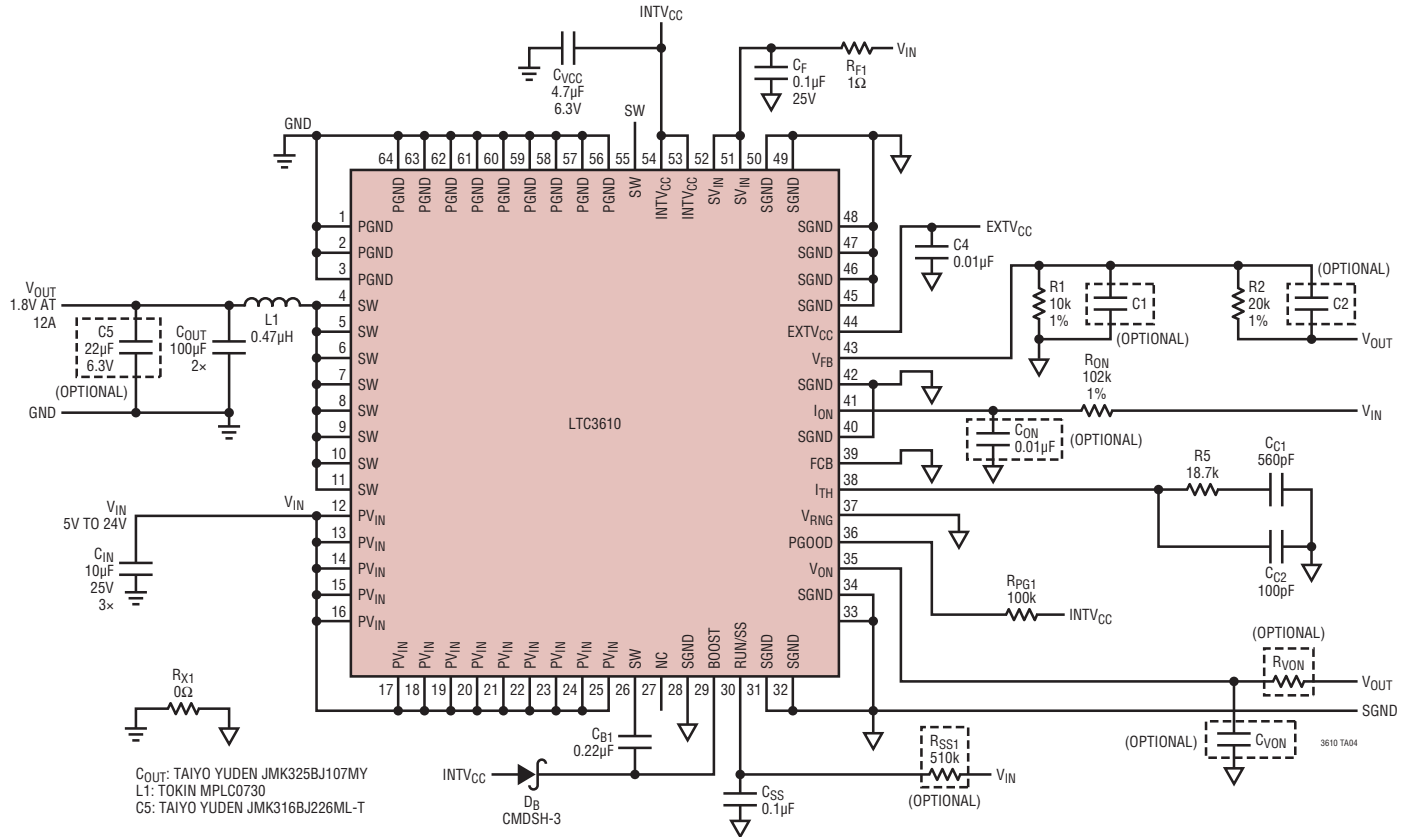 INTVCC
CVCC
4.7µF
6.3V
CF
0.1µF
25V
RF1
1Ω
VIN
SW
GND
64 63 62 61 60 59 58 57 56 55 54 53 52 51 50 49
PGND PGND PGND PGND PGND PGND PGND PGND PGND SW INTVCC INTVCC SVIN SVIN SGND SGND
1 PGND
2 PGND
3 PGND
4 SW
5 SW
6 SW
7 SW
8 SW
9 SW
10 SW
11 SW
12 PVIN
13 PVIN
14 PVIN
15 PVIN
16 PVIN
LTC3610
SGND 48
SGND 47
SGND 46
SGND 45
EXTVCC 44
VFB 43
SGND 42
ION 41
SGND 40
FCB 39
ITH 38
VRNG 37
PGOOD 36
VON 35
SGND 34
33
PVIN PVIN PVIN PVIN PVIN PVIN PVIN PVIN PVIN SW NC SGND BOOST RUN/SS SGND SGND
17 18 19 20 21 22 23 24 25 26 27 28 29 30 31 32
VOUT
1.8V AT
12A
C5
22µF
6.3V
(OPTIONAL)
COUT
100µF
2×
L1
0.47µH
GND
VIN
5V TO 24V
VIN
CIN
10µF
25V
3×
RX1
0Ω
C4
0.01µF
EXTVCC
R1
10k
1%
C1
(OPTIONAL)
R2
20k
1%
(OPTIONAL)
C2
VOUT
RON
102k
1%
VIN
CON
0.01µF
(OPTIONAL)
R5
18.7k
CC1
560pF
CC2
100pF
RPG1
100k
INTVCC
(OPTIONAL)
RVON
VOUT
SGND
(OPTIONAL)
CVON
3610 TA04
CB1
0.22µF
INTVCC
DB
CMDSH-3
CSS
0.1µF
RSS1
510k
(OPTIONAL)
VIN
COUT: TAIYO YUDEN JMK325BJ107MY
L1: TOKIN MPLC0730
C5: TAIYO YUDEN JMK316BJ226ML-T